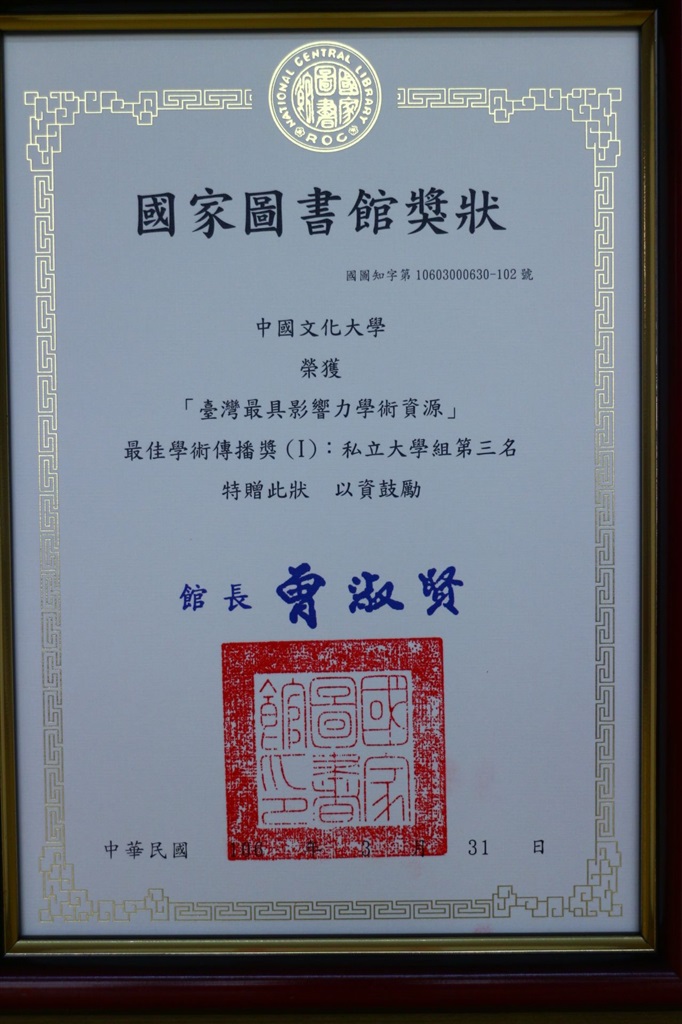 NATIONAL CENTRAL LIBRARY
國家圖書館
ROC
國家圖書館獎狀
國圖知字第 10603000630-102 號
中國文化大學
榮獲
「臺灣最具影響力學術資源」
最佳學術傳播獎(I)：私立大學組第三名
特贈此狀　以資鼓勵
館長 曾淑賢
國家圖書館印
中華民國 106 年 3 月 31 日